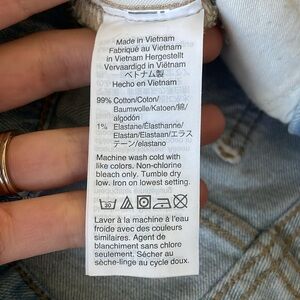 Made in Vietnam
Fabriqué au Vietnam
in Vietnam Hergestellt
Vervaardigd in Viëtnam
ベトナム製
Hecho en Vietnam
99% Cotton/Coton/
Baumwolle/Katoen/綿/
algodón
1% Elastane/Élasthanne/
Elastan/Elastaan/エラス
テーン/elastano
Machine wash cold with
like colors. Non-chlorine
bleach only. Tumble dry
low. Iron on lowest setting.
30
Laver à la machine à l'eau
froide avec des couleurs
similaires. Agent de
blanchiment sans chlore
seulement. Sécher au
sèche-linge au cycle doux.